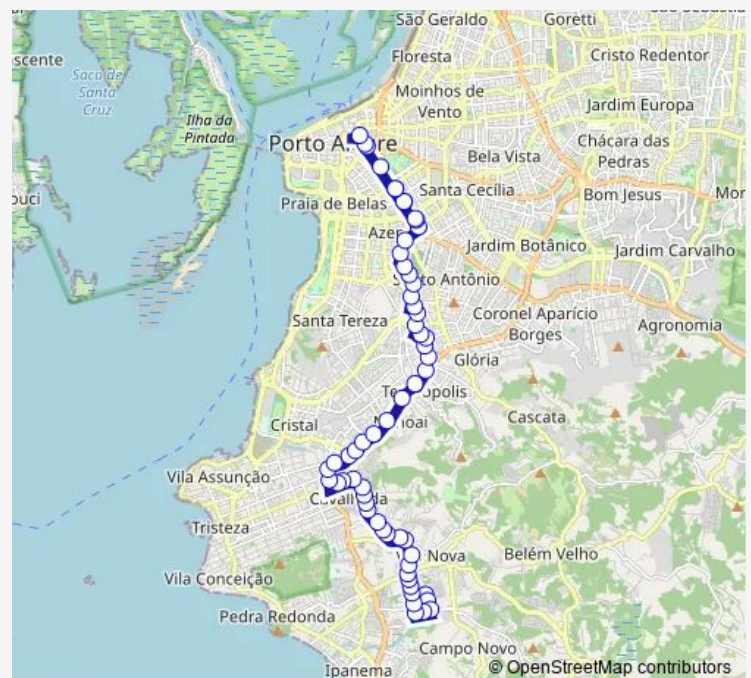 São Geraldo
Goretti
Floresta
Cristo Redentor
Saco de
Santa
Cruz
Moinhos de
Vento
Jardim Europa
Ilha da
Pintada
Chácara das
Pedras
Bela Vista
Santa Cecília
Bom Jesus
Praia de Belas
Jardim Botânico
Jardim Carvalho
Santa Tereza
Coronel Aparício
Borges
Agronomia
Glória
Cristal
Cascata
Vila Assunção
Tristeza
Nova
Belém Velho
Vila Conceição
Pedra Redonda
Campo Novo
Ipanema
© OpenStreetMap contributors